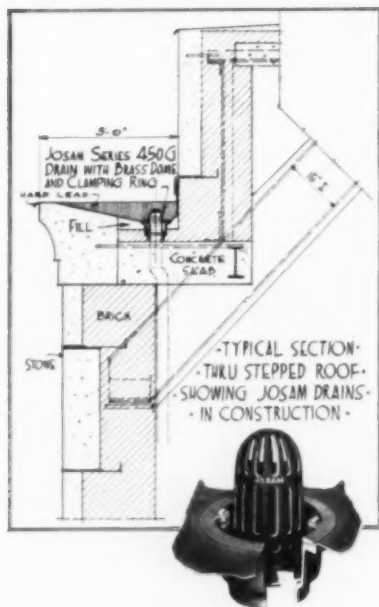 3'-0"
JOSAM SERIES 450G
DRAIN WITH BRASS DOME
AND CLAMPING RING
HARD LEAD
FILL
CONCRETE
SLAB
BRICK
STONE
15" I
·TYPICAL SECTION·
·THRU STEPPED ROOF·
·SHOWING JOSAM DRAINS·
·IN CONSTRUCTION·
JOSAM